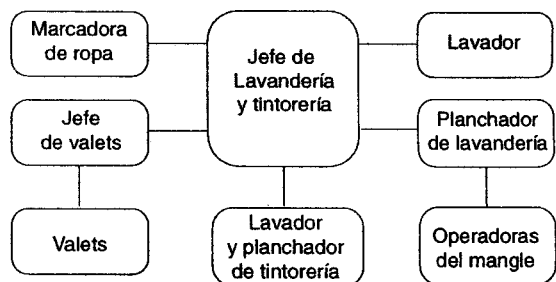 Marcadora
de ropa
Jefe de
Lavandería
y tintorería
Lavador
Jefe
de valets
Planchador
de lavandería
Valets
Lavador
y planchador
de tintorería
Operadoras
del mangle